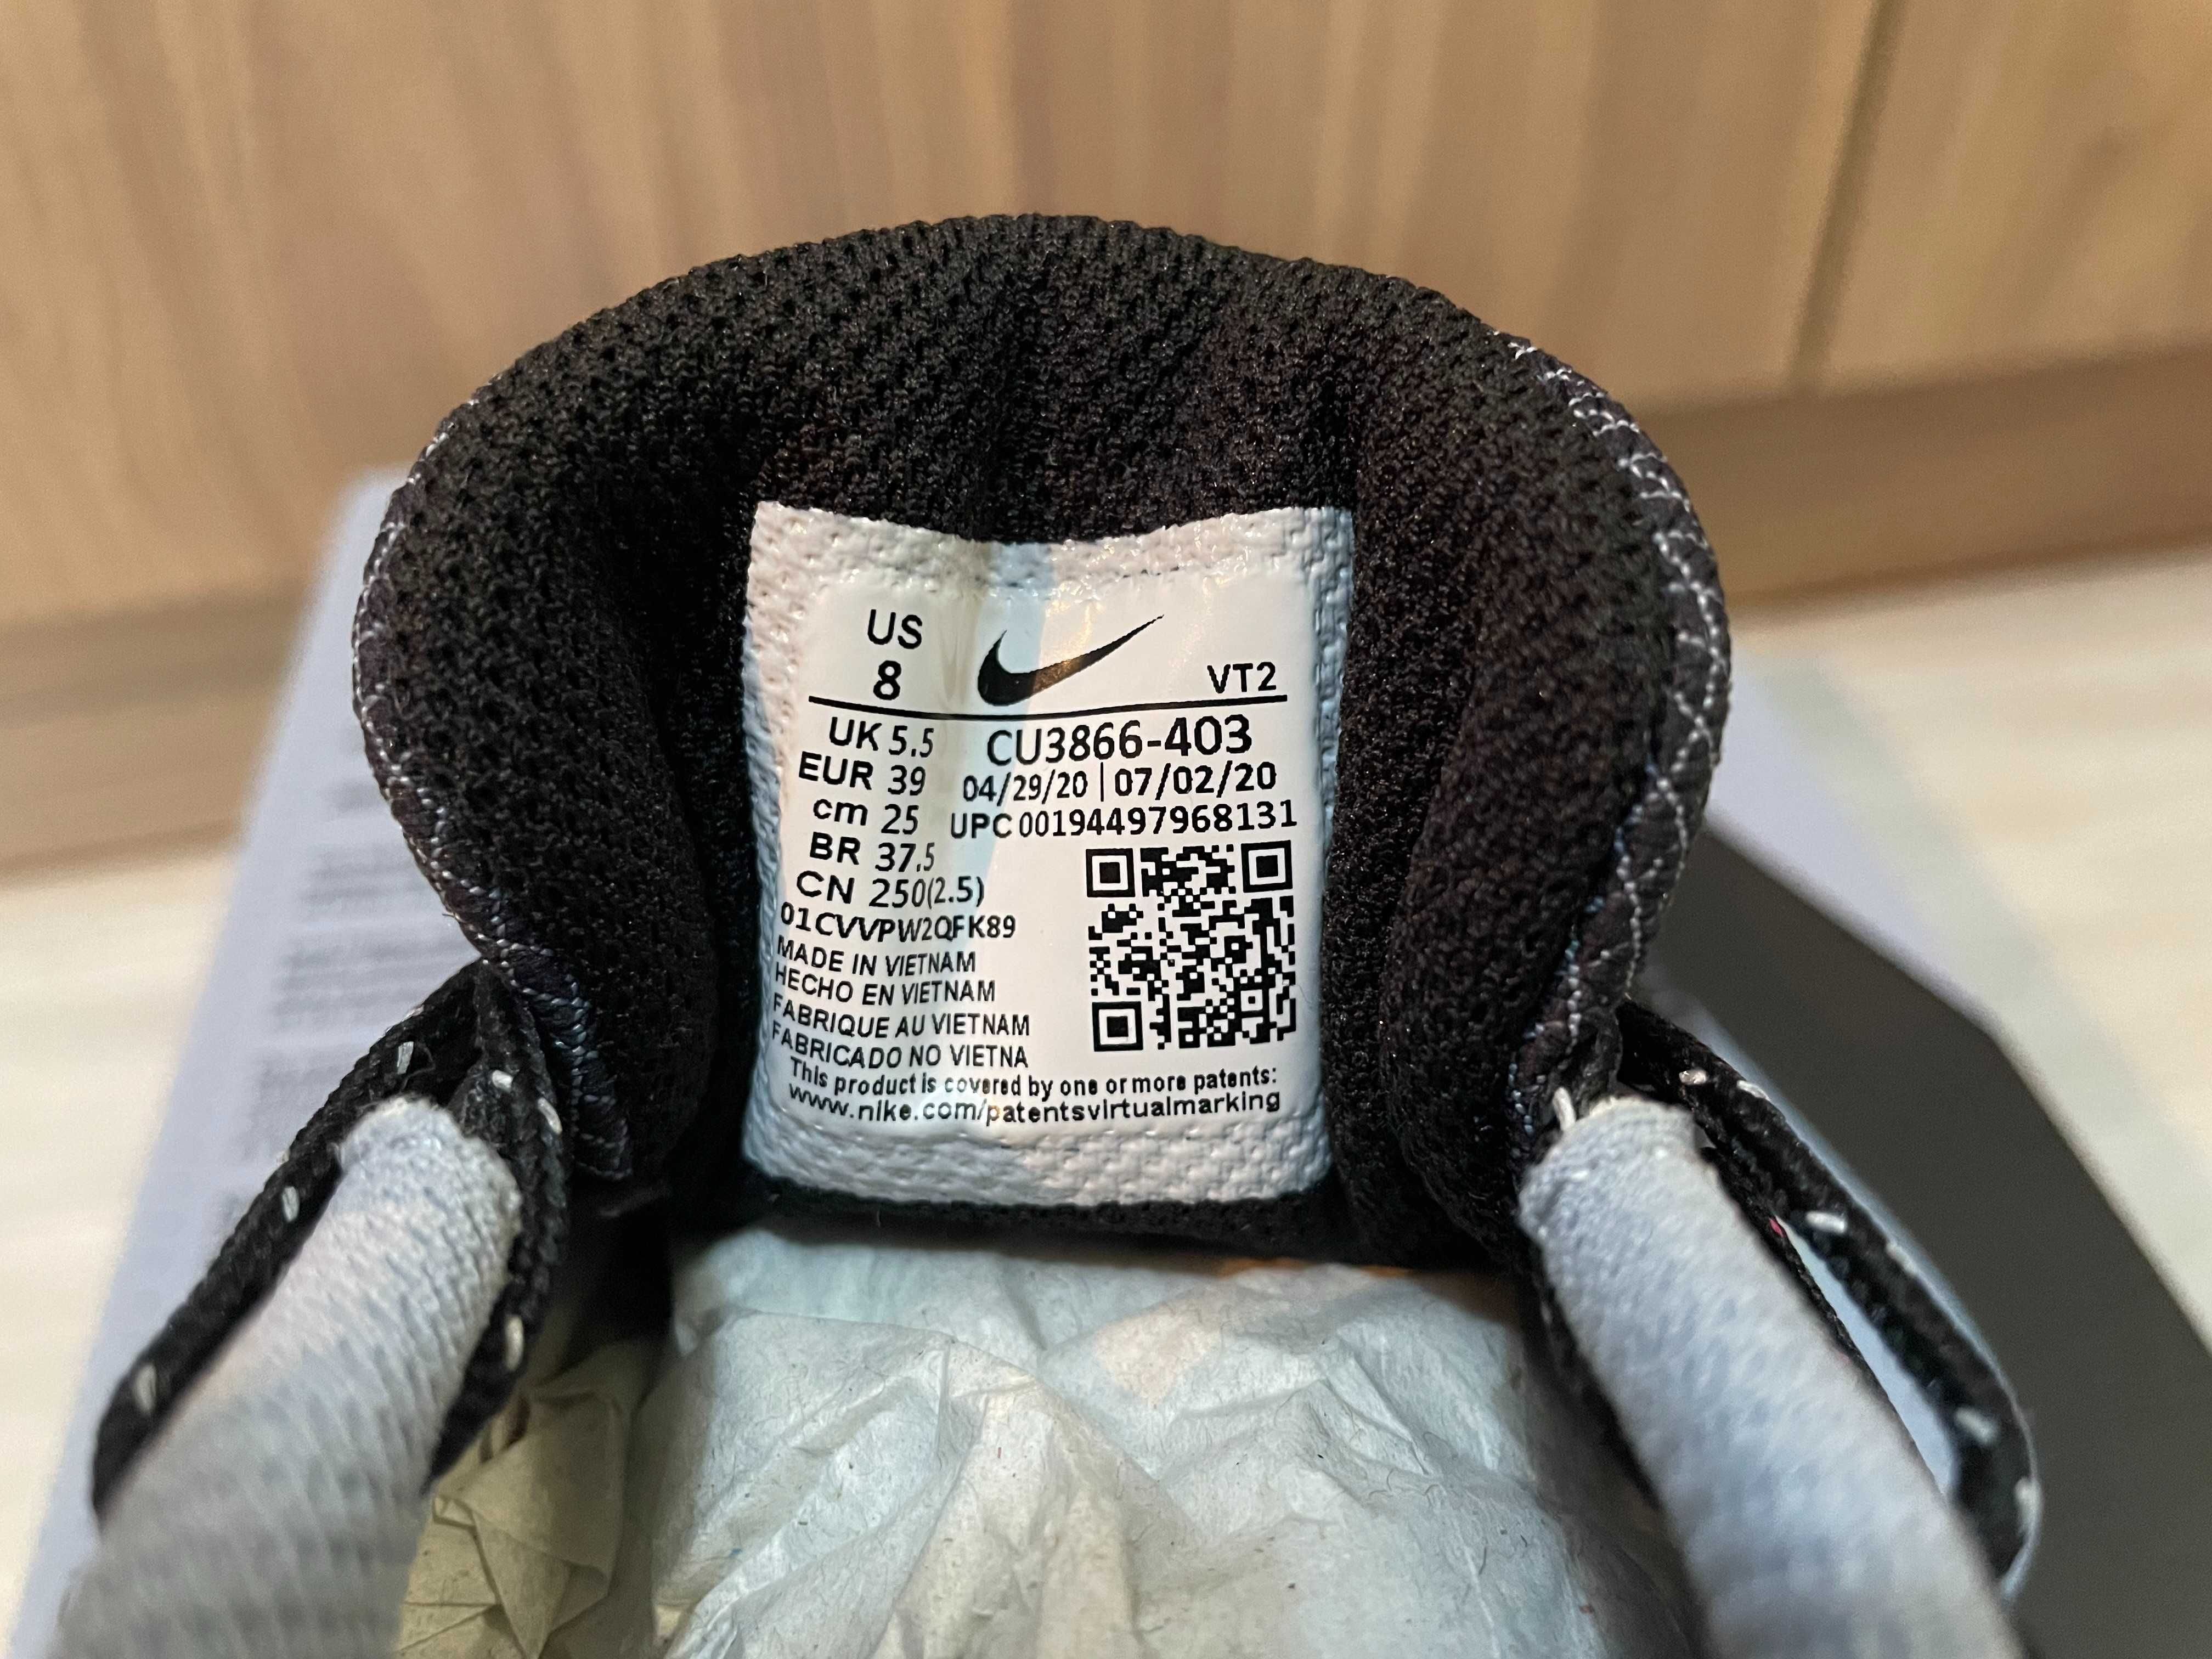 US
8
VT2
UK 5.5
CU3866-403
EUR 39
04/29/20 | 07/02/20
cm 25
UPC 00194497968131
BR 37.5
CN 250(2.5)
01CVVPW2QFK89
MADE IN VIETNAM
HECHO EN VIETNAM
FABRIQUE AU VIETNAM
FABRICADO NO VIETNA
This product is covered by one or more patents:
www.nike.com/patentsvirtualmarking